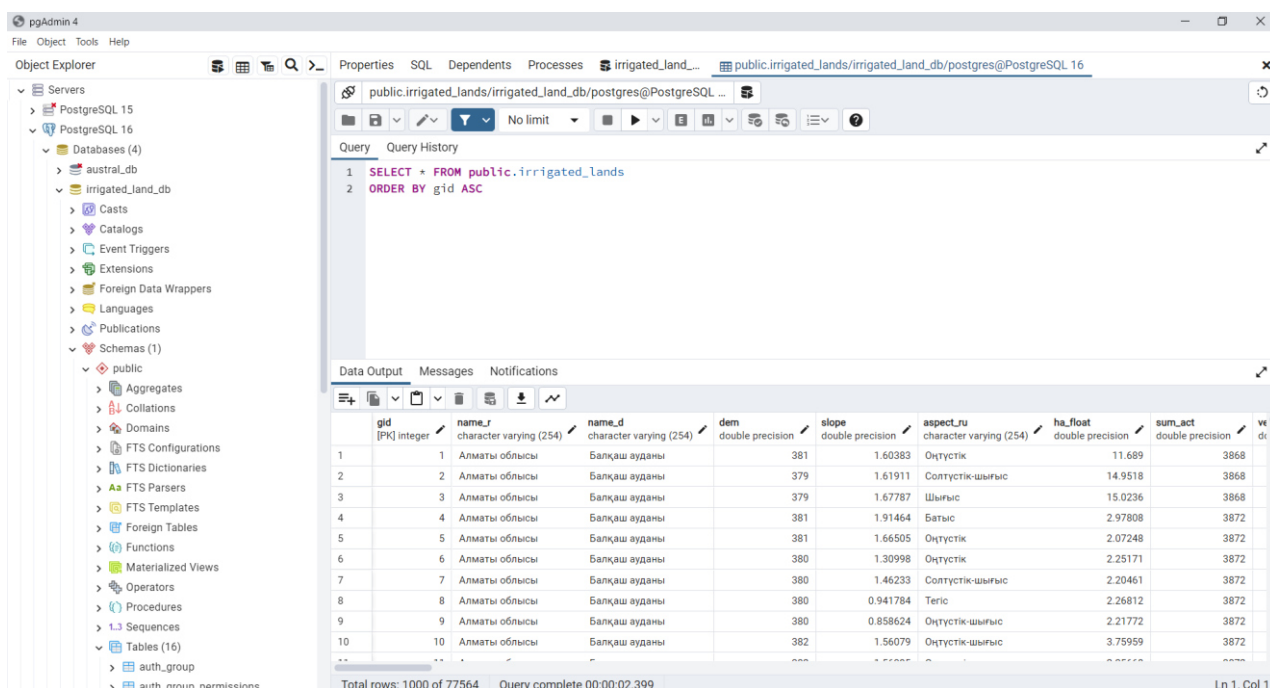 pgAdmin 4
File Object Tools Help
Object Explorer
Servers
PostgreSQL 15
PostgreSQL 16
Databases (4)
austral_db
irrigated_land_db
Casts
Catalogs
Event Triggers
Extensions
Foreign Data Wrappers
Languages
Publications
Schemas (1)
public
Aggregates
Collations
Domains
FTS Configurations
FTS Dictionaries
FTS Parsers
FTS Templates
Foreign Tables
Functions
Materialized Views
Operators
Procedures
1..3 Sequences
Tables (16)
auth_group
auth_group_permissions
Properties SQL Dependents Processes irrigated_land_... public.irrigated_lands/irrigated_land_db/postgres@PostgreSQL 16
public.irrigated_lands/irrigated_land_db/postgres@PostgreSQL ...
No limit
Query Query History
1 SELECT * FROM public.irrigated_lands
2 ORDER BY gid ASC
Data Output Messages Notifications
gid name_r name_d dem slope aspect_ru ha_float sum_act
[PK] integer character varying (254) character varying (254) double precision double precision character varying (254) double precision double precision
1 1 Алматы облысы Балқаш ауданы 381 1.60383 Оңтүстік 11.689 3868
2 2 Алматы облысы Балқаш ауданы 379 1.61911 Солтүстік-шығыс 14.9518 3868
3 3 Алматы облысы Балқаш ауданы 379 1.67787 Шығыс 15.0236 3868
4 4 Алматы облысы Балқаш ауданы 381 1.91464 Батыс 2.97808 3872
5 5 Алматы облысы Балқаш ауданы 381 1.66505 Оңтүстік 2.07248 3872
6 6 Алматы облысы Балқаш ауданы 380 1.30998 Оңтүстік 2.25171 3872
7 7 Алматы облысы Балқаш ауданы 380 1.46233 Солтүстік-шығыс 2.20461 3872
8 8 Алматы облысы Балқаш ауданы 380 0.941784 Тегіс 2.26812 3872
9 9 Алматы облысы Балқаш ауданы 380 0.858624 Оңтүстік-шығыс 2.21772 3872
10 10 Алматы облысы Балқаш ауданы 382 1.56079 Оңтүстік-шығыс 3.75959 3872
Total rows: 1000 of 77564 Query complete 00:00:02.399 Ln 1, Col 1